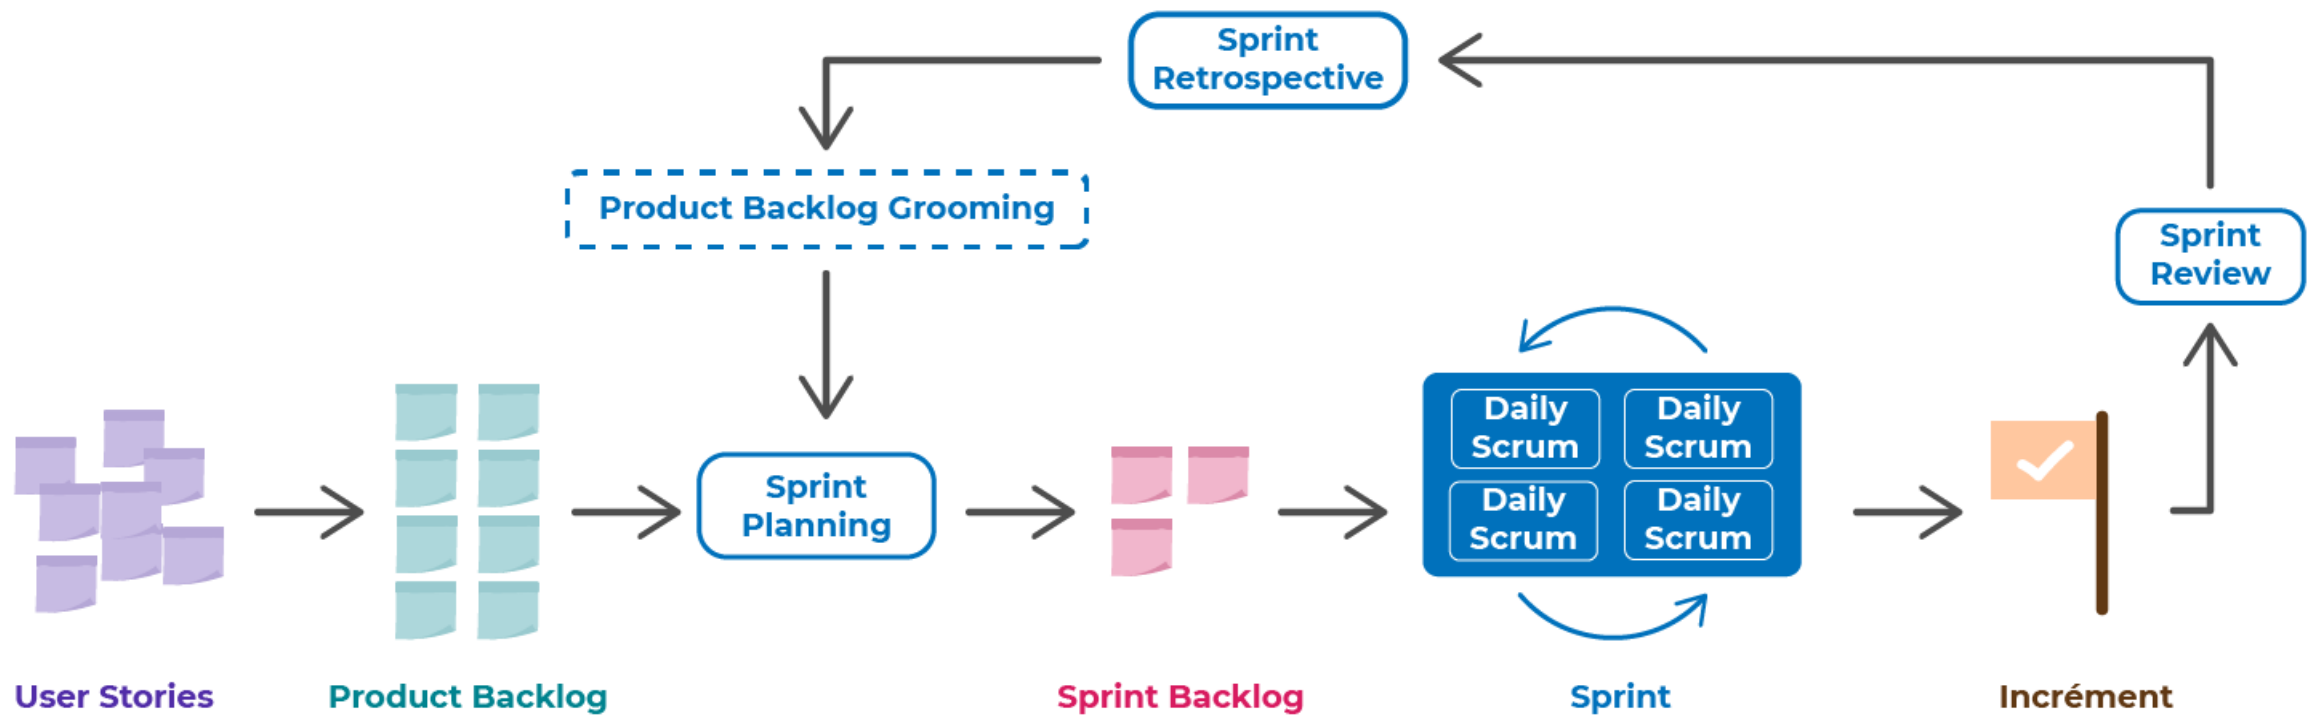 Sprint
Retrospective
Product Backlog Grooming
Sprint
Review
Sprint
Planning
Daily
Scrum
Daily
Scrum
Daily
Scrum
Daily
Scrum
User Stories
Product Backlog
Sprint Backlog
Sprint
Incrément